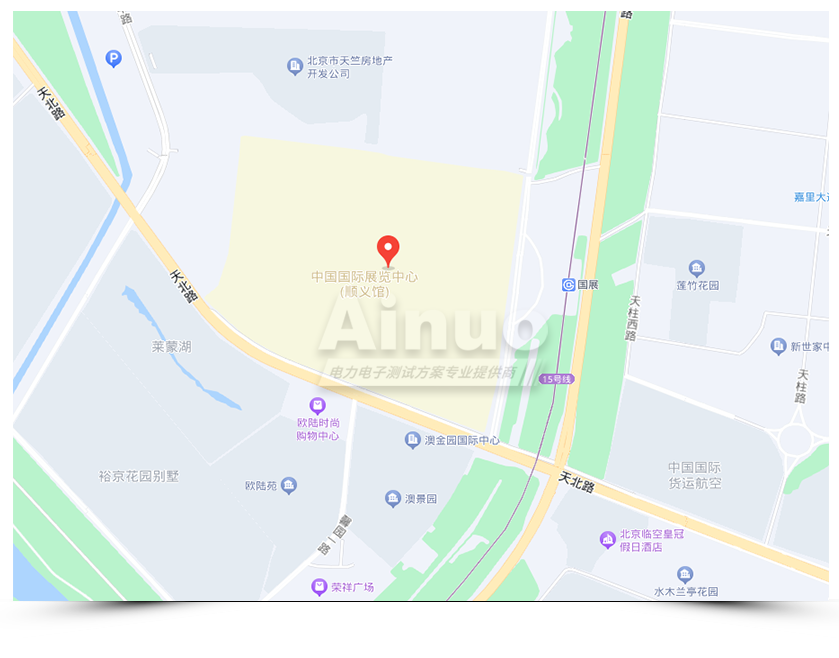 路
路
P
北京市天竺房地产
开发公司
天北路
嘉里大
中国国际展览中心
(顺义馆)
国展
莲竹花园
天北路
天柱西路
Ainuo
莱蒙湖
新世家中
电力电子测试方案专业提供商
15号线
天柱路
欧陆时尚
购物中心
澳金园国际中心
裕京花园别墅
中国国际
货运航空
欧陆苑
天北路
澳景园
北京临空皇冠
假日酒店
荣祥广场
水木兰亭花园